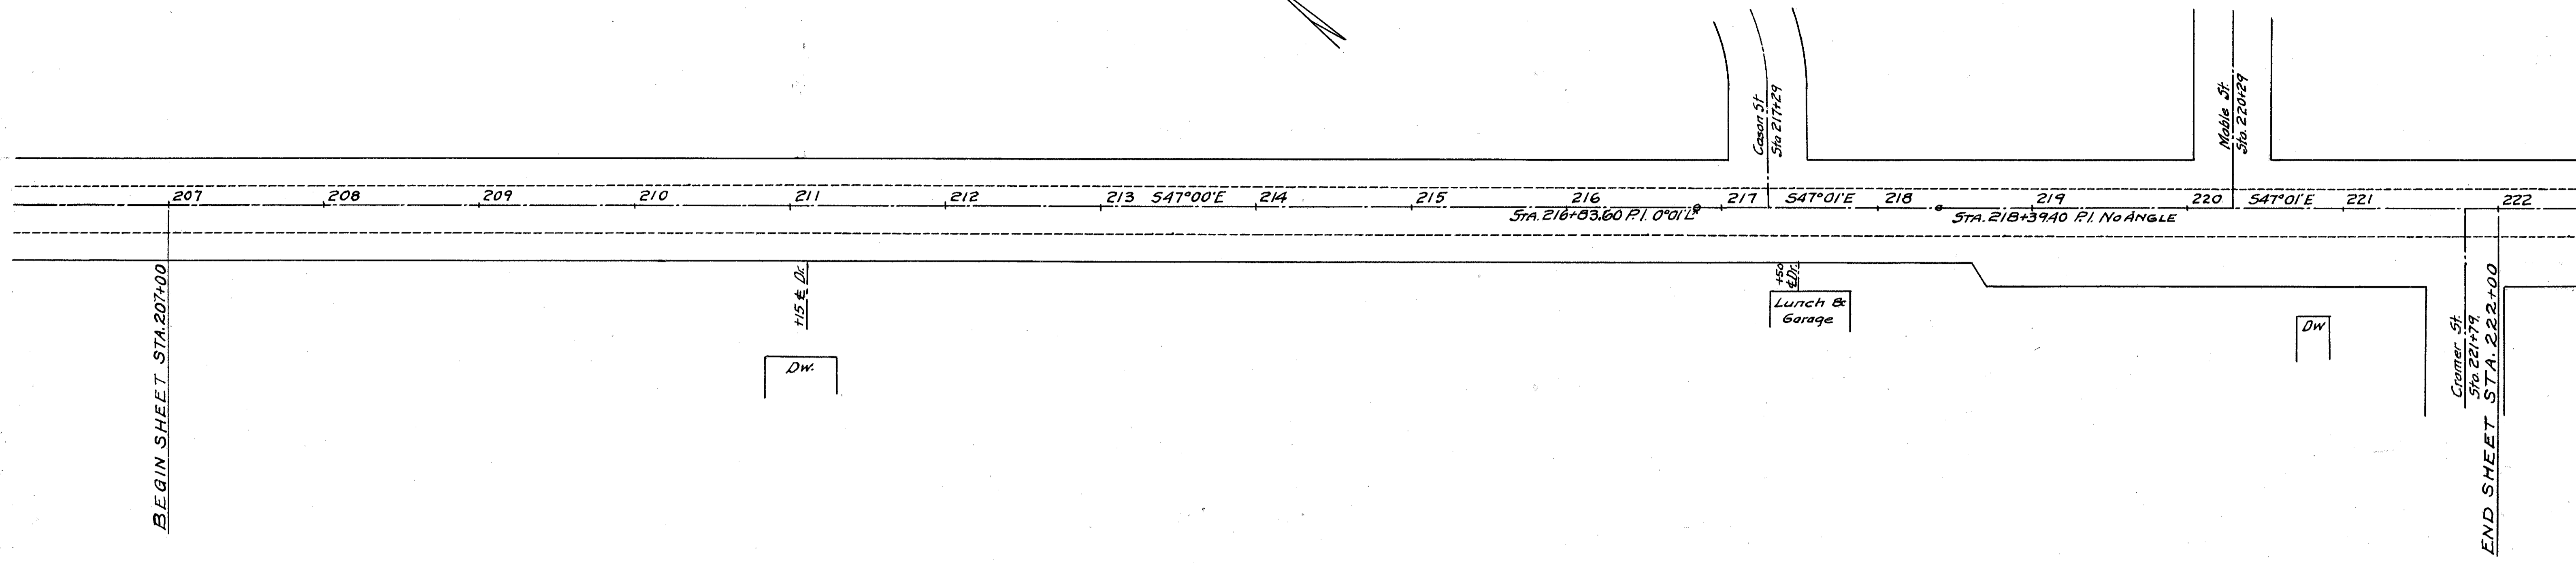 Cason St
Sta 217+29
Mable St.
Sta. 220+29
207 208 209 210 211 212 213 S47°00'E 214 215 216 217 S47°01'E 218 219 220 S47°01'E 221 222
STA. 216+83.60 P.I. 0°01'L
STA. 218+39.40 P.I. NO ANGLE
BEGIN SHEET STA. 207+00
+15 ℄ Dr.
Dw.
+50
℄ Dr.
Lunch &
Garage
Dw
Cromer St.
Sta. 221+79.
END SHEET STA. 222+00